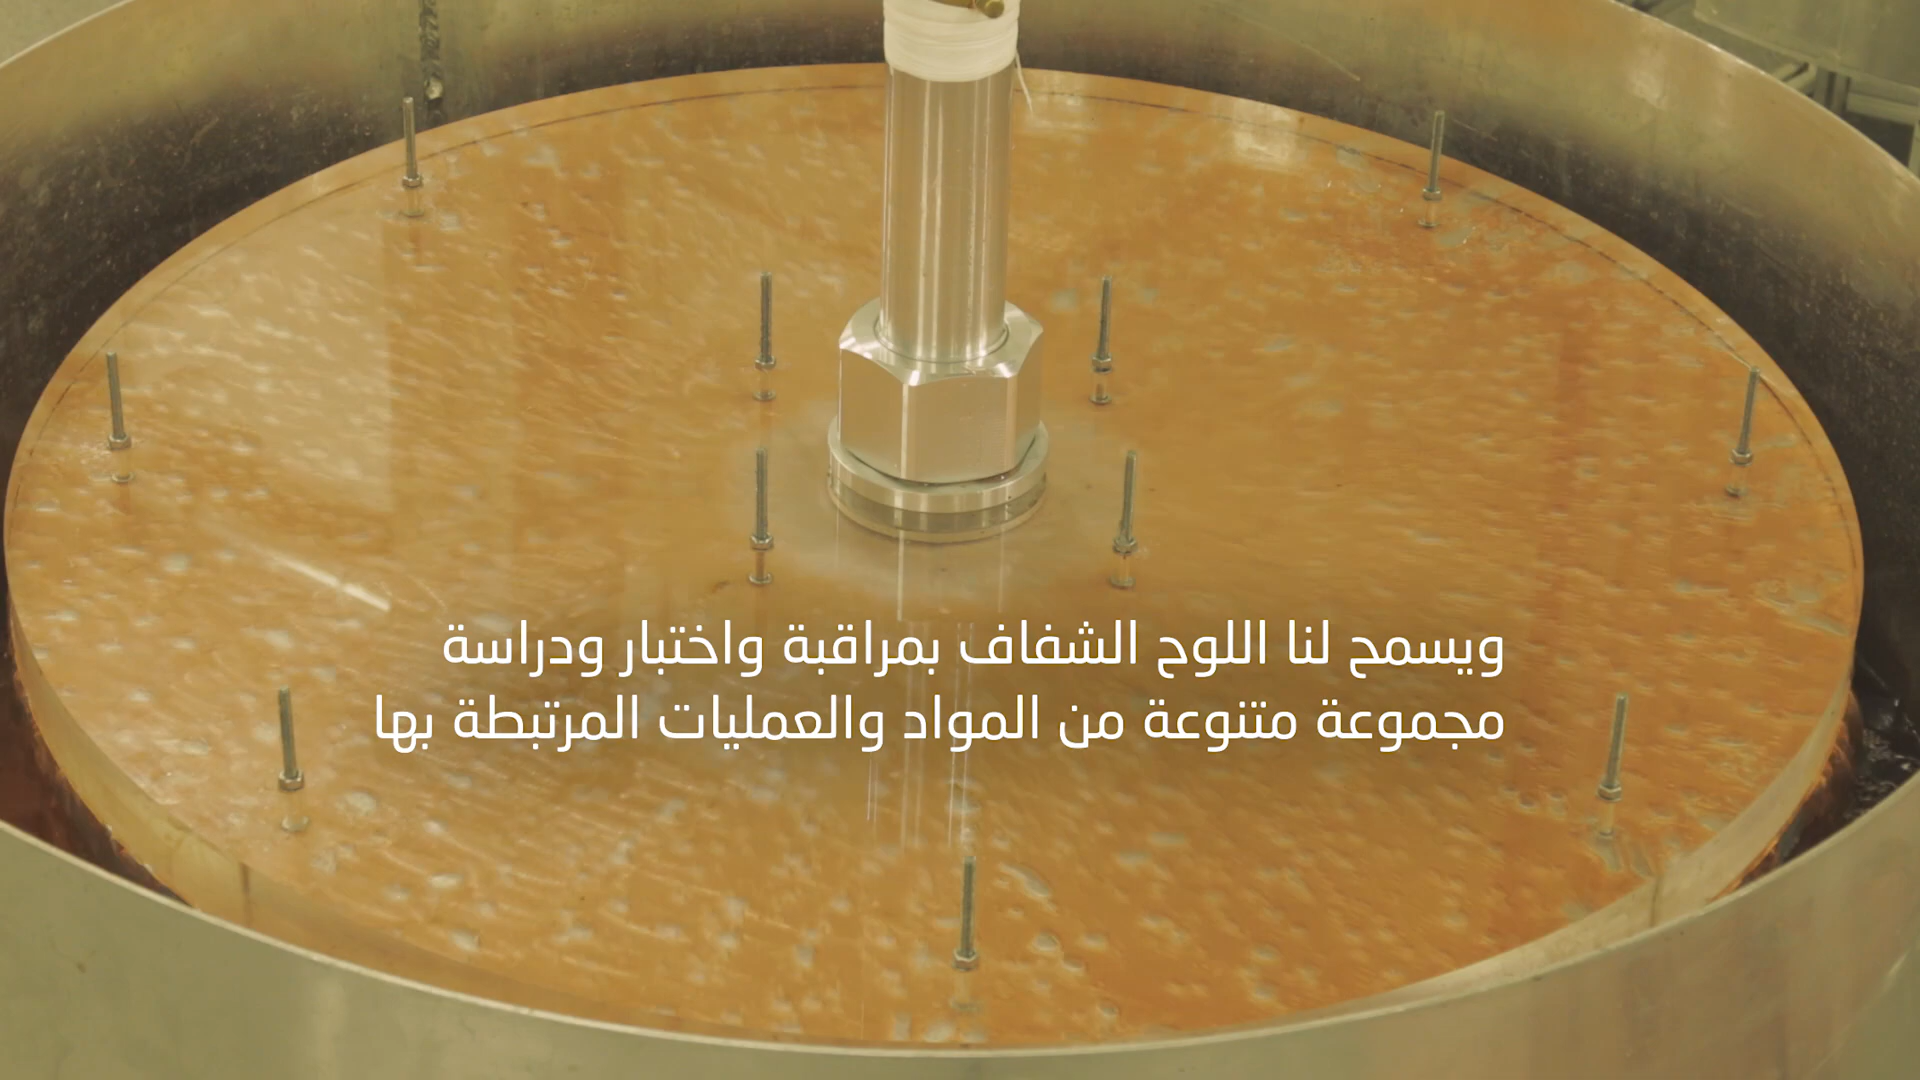 ويسمح لنا اللوح الشفاف بمراقبة واختبار ودراسة
مجموعة متنوعة من المواد والعمليات المرتبطة بها